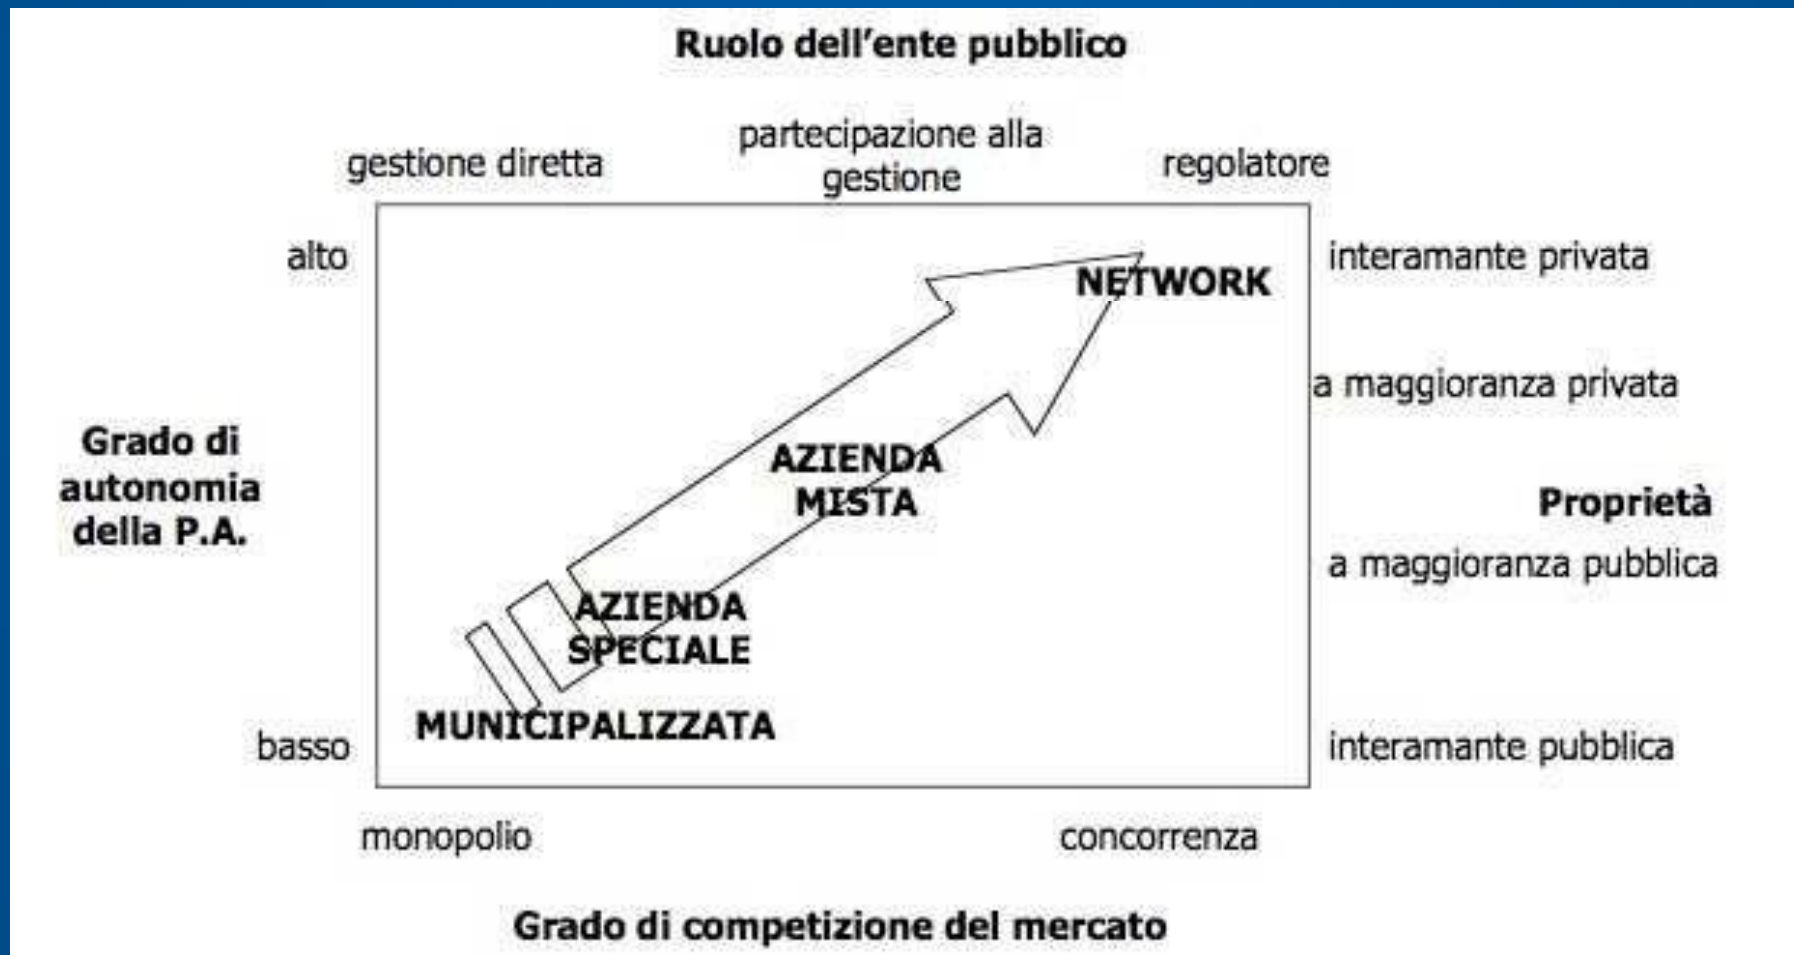 Ruolo dell'ente pubblico
gestione diretta
partecipazione alla
gestione
regolatore
alto
interamante privata
NETWORK
a maggioranza privata
Grado di
autonomia
della P.A.
AZIENDA
MISTA
Proprietà
a maggioranza pubblica
AZIENDA
SPECIALE
MUNICIPALIZZATA
basso
interamante pubblica
monopolio
concorrenza
Grado di competizione del mercato